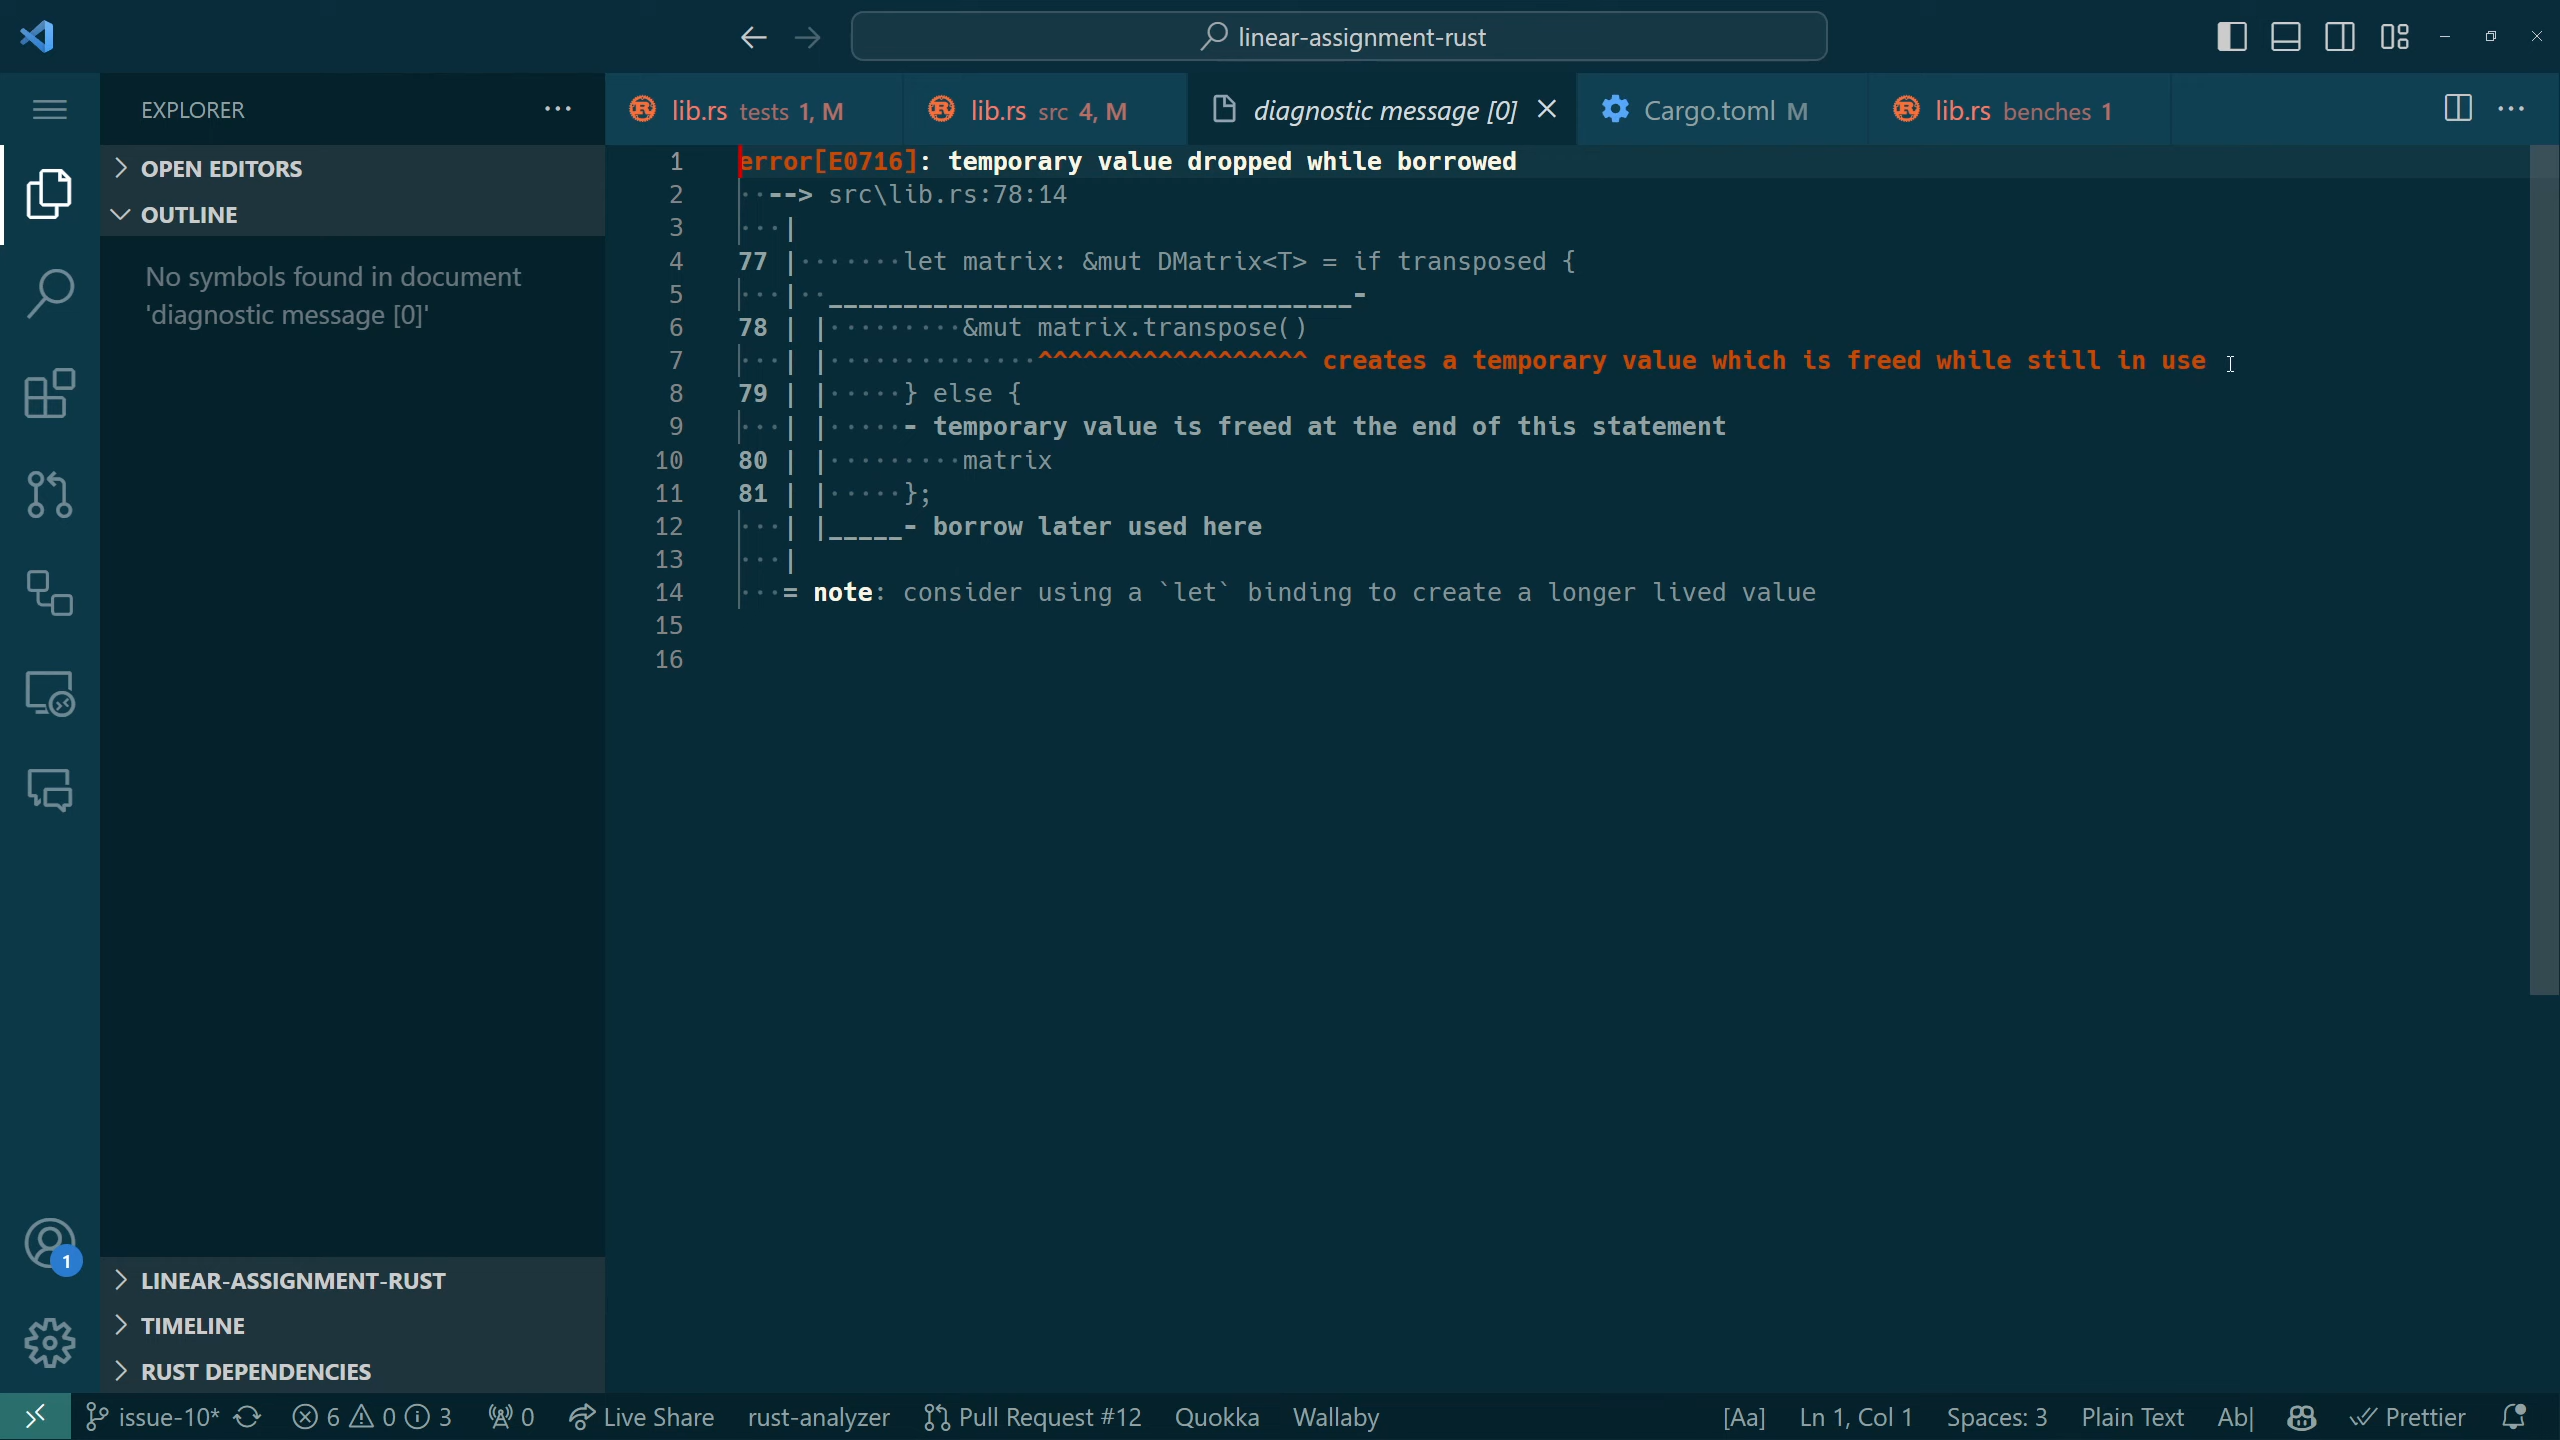 linear-assignment-rust
EXPLORER
OPEN EDITORS
OUTLINE
No symbols found in document
'diagnostic message [0]'
LINEAR-ASSIGNMENT-RUST
TIMELINE
RUST DEPENDENCIES
1
lib.rs tests 1, M
lib.rs src 4, M
diagnostic message [0]
Cargo.toml M
lib.rs benches 1
1 error[E0716]: temporary value dropped while borrowed
2 ··--> src\lib.rs:78:14
3 ···|
4 77 |·······let matrix: &mut DMatrix<T> = if transposed {
5 ···|··___________________________________-
6 78 | |·········&mut matrix.transpose()
7 ···| |··············^^^^^^^^^^^^^^^^^^ creates a temporary value which is freed while still in use
8 79 | |·····} else {
9 ···| |·····- temporary value is freed at the end of this statement
10 80 | |·········matrix
11 81 | |·····};
12 ···| |_____- borrow later used here
13 ···|
14 ···= note: consider using a `let` binding to create a longer lived value
15
16
issue-10* 6 0 3 0 Live Share rust-analyzer Pull Request #12 Quokka Wallaby [Aa] Ln 1, Col 1 Spaces: 3 Plain Text Ab| Prettier